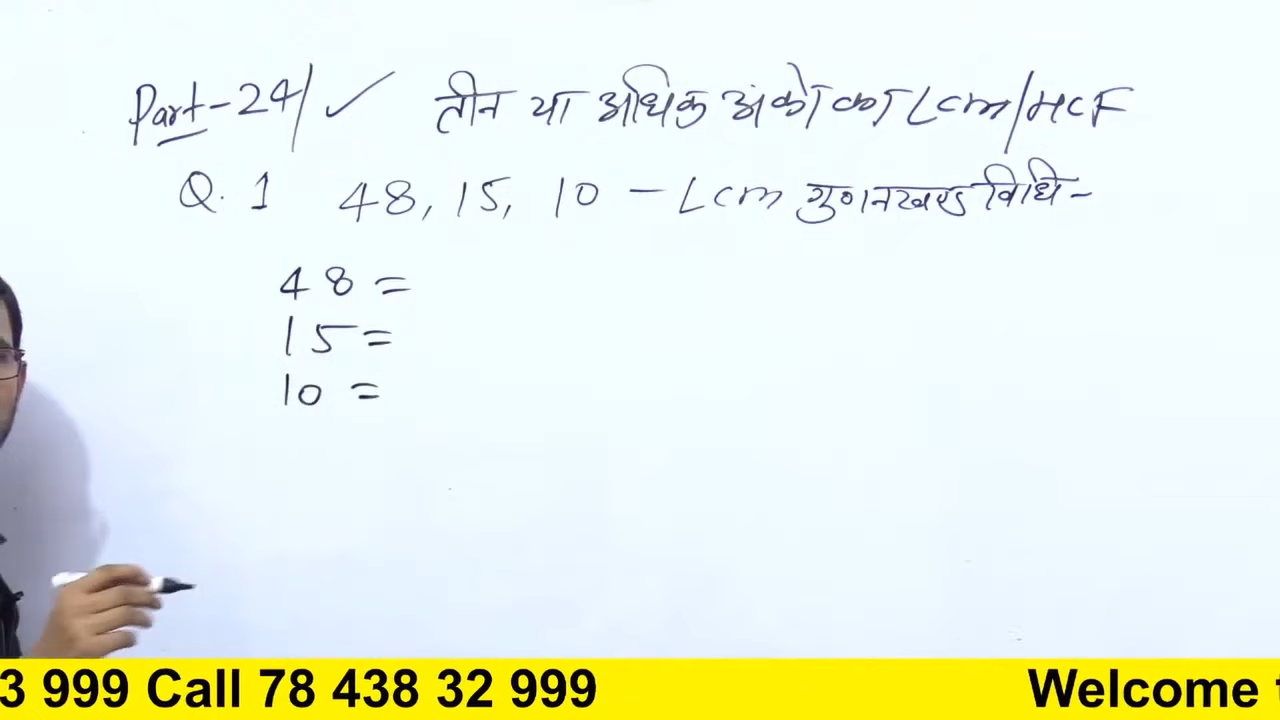 Part-24/ ✓ तीन या अधिक अंको का Lcm/HCF
Q. 1 48, 15, 10 - Lcm गुणनखण्ड विधि -
48 =
15 =
10 =
3 999 Call 78 438 32 999 Welcome t